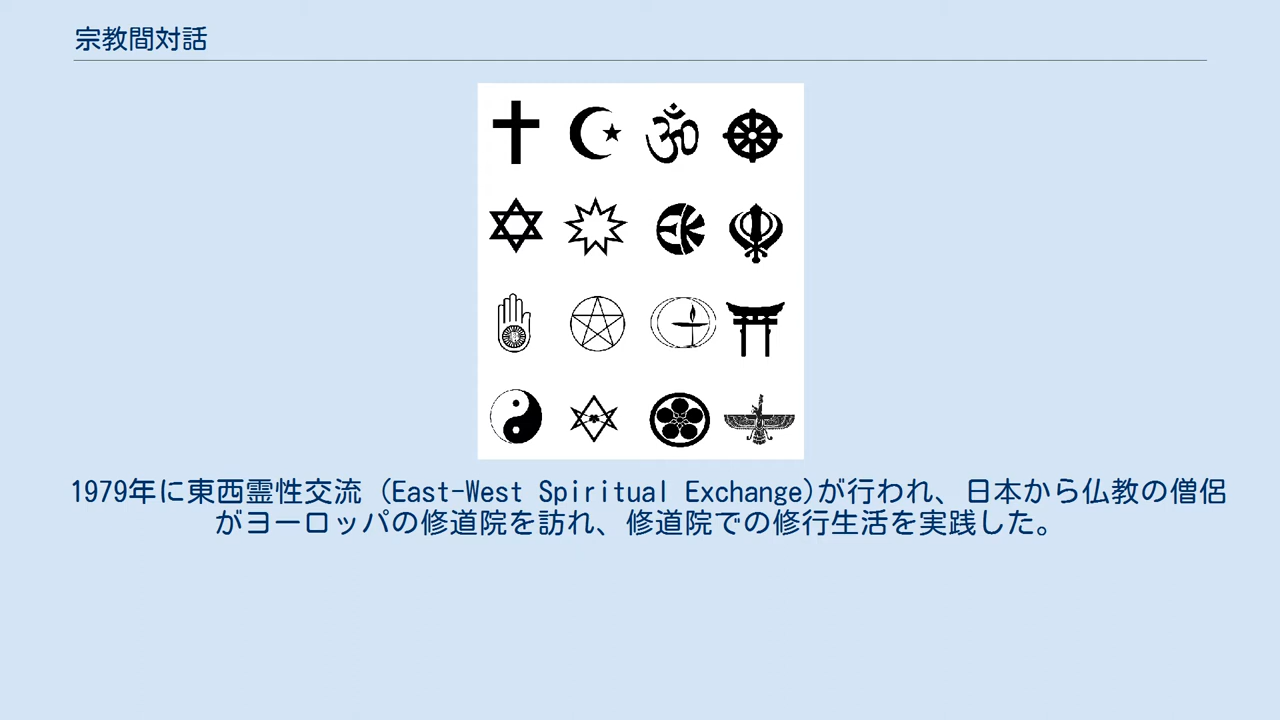 宗教間対話
1979年に東西霊性交流 (East-West Spiritual Exchange)が行われ、日本から仏教の僧侶
がヨーロッパの修道院を訪れ、修道院での修行生活を実践した。